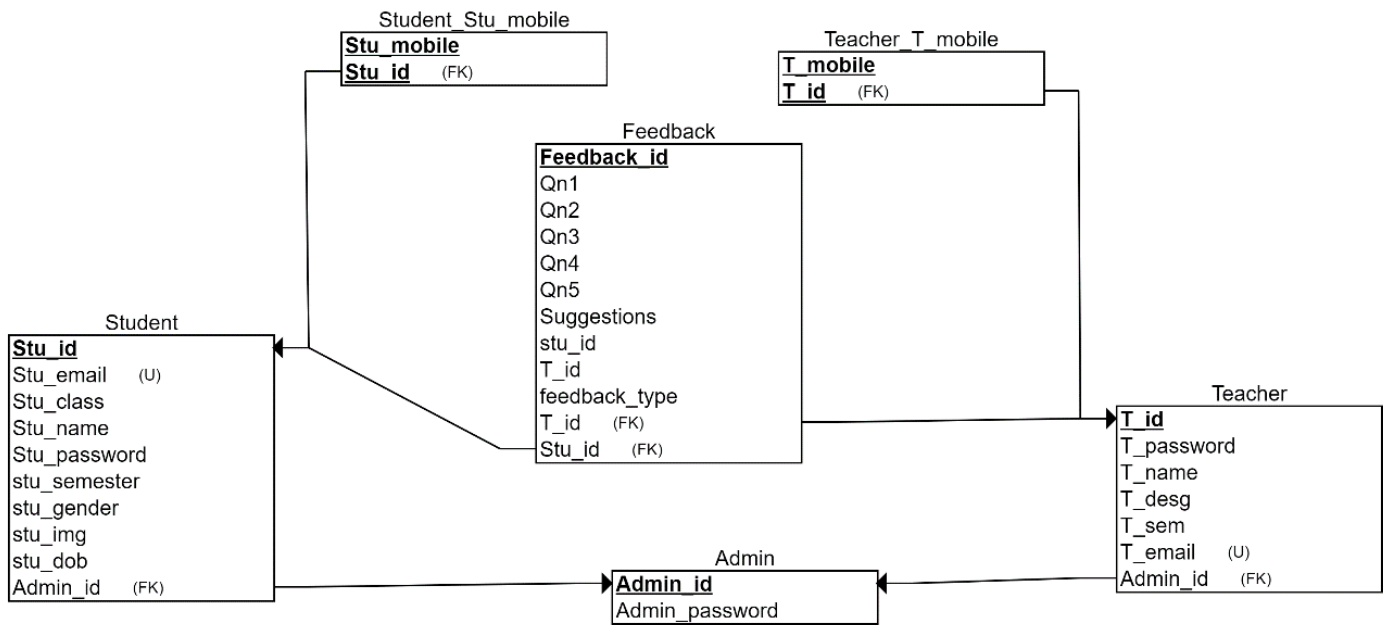 Student_Stu_mobile
Stu_mobile
Stu_id (FK)
Teacher_T_mobile
T_mobile
T_id (FK)
Feedback
Feedback_id
Qn1
Qn2
Qn3
Qn4
Qn5
Suggestions
stu_id
T_id
feedback_type
T_id (FK)
Stu_id (FK)
Student
Stu_id
Stu_email (U)
Stu_class
Stu_name
Stu_password
stu_semester
stu_gender
stu_img
stu_dob
Admin_id (FK)
Teacher
T_id
T_password
T_name
T_desg
T_sem
T_email (U)
Admin_id (FK)
Admin
Admin_id
Admin_password